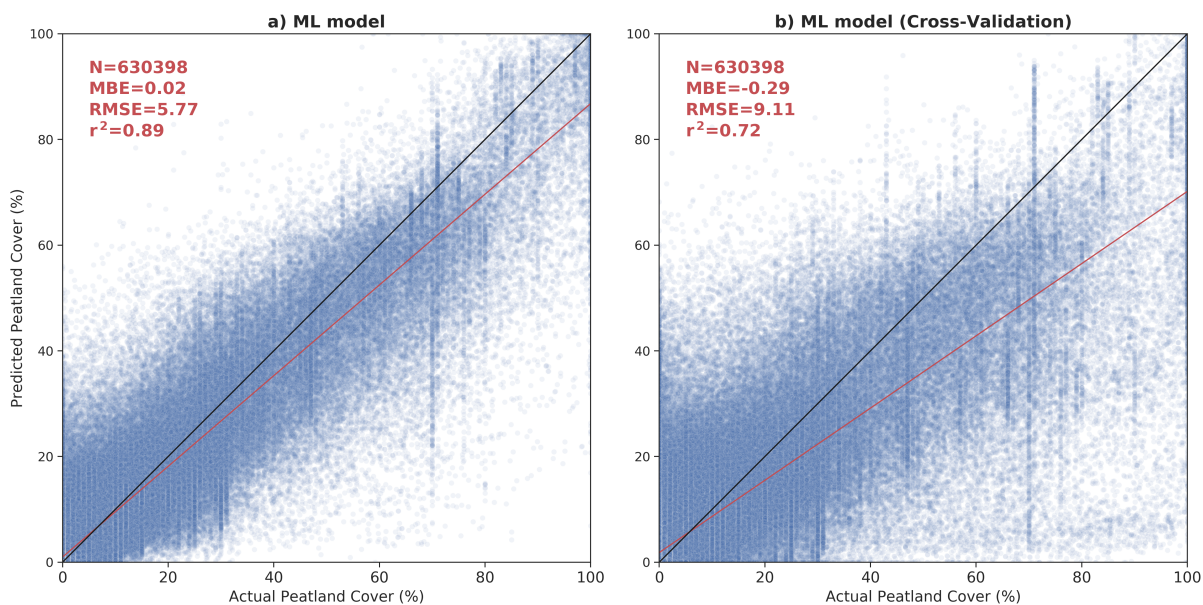 a) ML model
100
80
60
40
20
0
Predicted Peatland Cover (%)
N=630398
MBE=0.02
RMSE=5.77
r²=0.89
0 20 40 60 80 100
Actual Peatland Cover (%)
b) ML model (Cross-Validation)
100
80
60
40
20
0
N=630398
MBE=-0.29
RMSE=9.11
r²=0.72
0 20 40 60 80 100
Actual Peatland Cover (%)